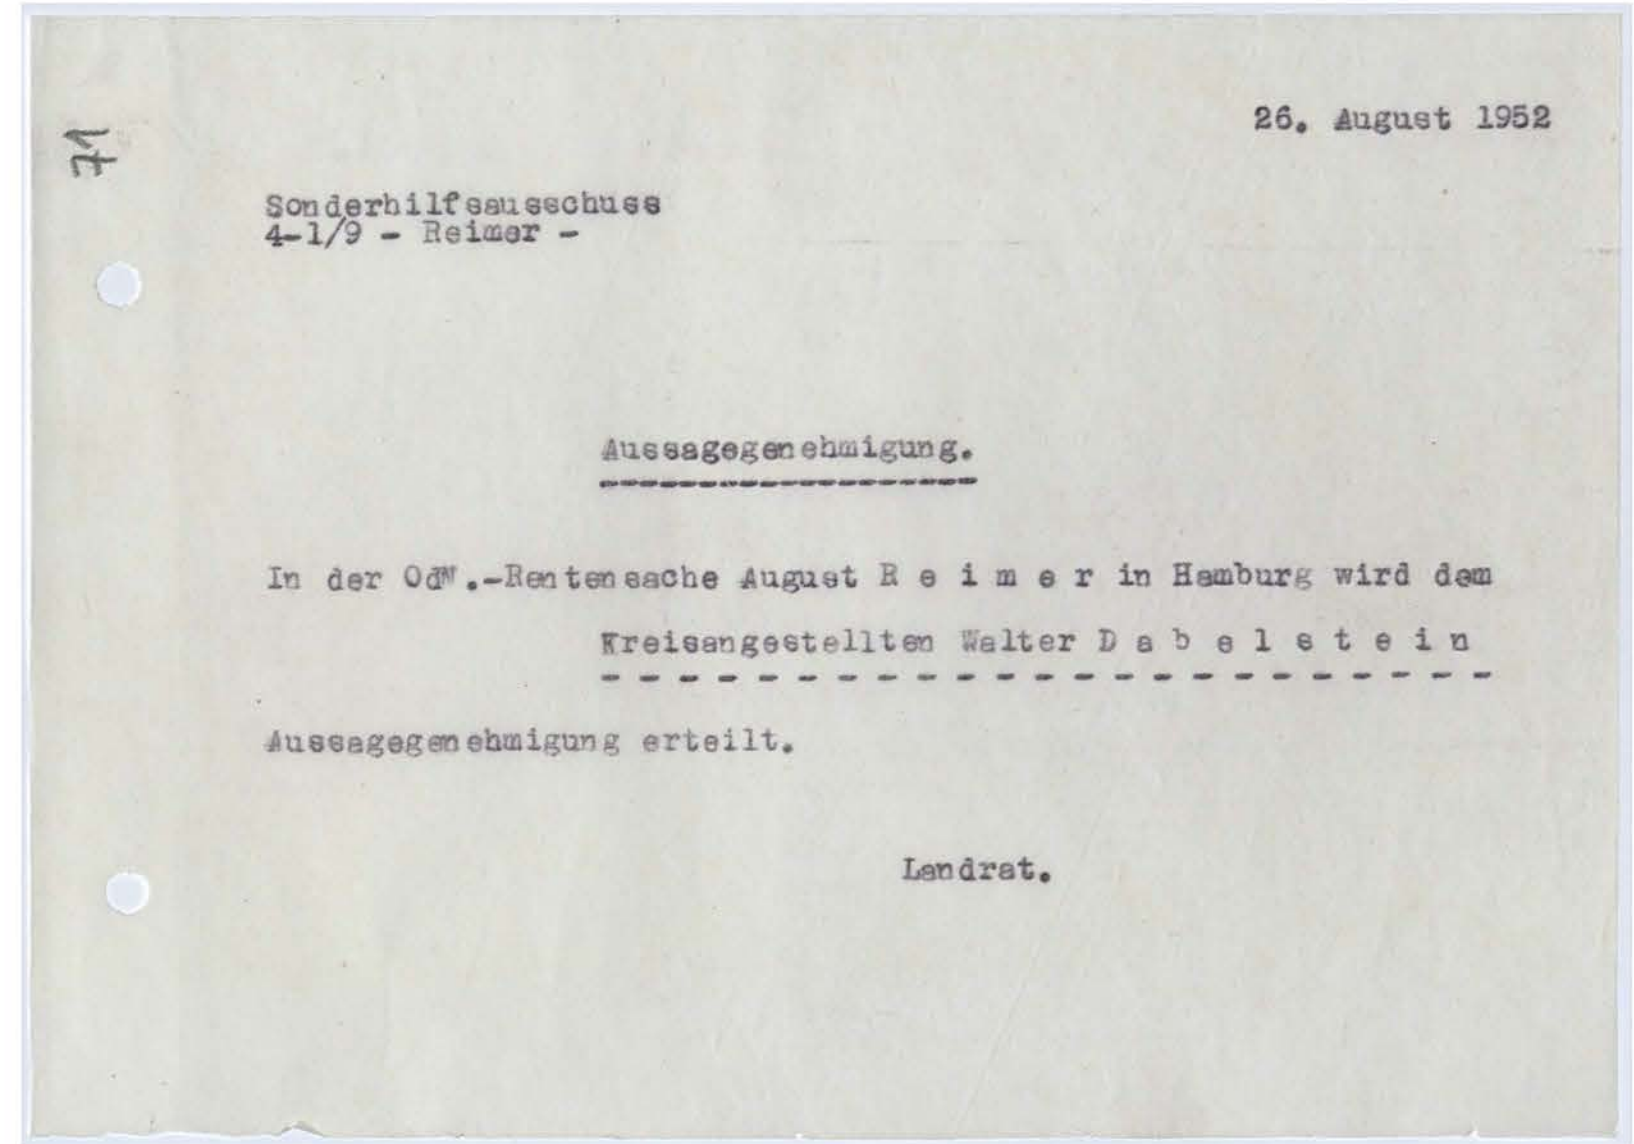 26. August 1952
71
Sonderhilfsausschuss
4-1/9 - Reimer -
Aussagegenehmigung.
In der OdN.-Rentensache August R e i m e r in Hamburg wird dem
Kreisangestellten Walter D a b e l s t e i n
Aussagegenehmigung erteilt.
Landrat.